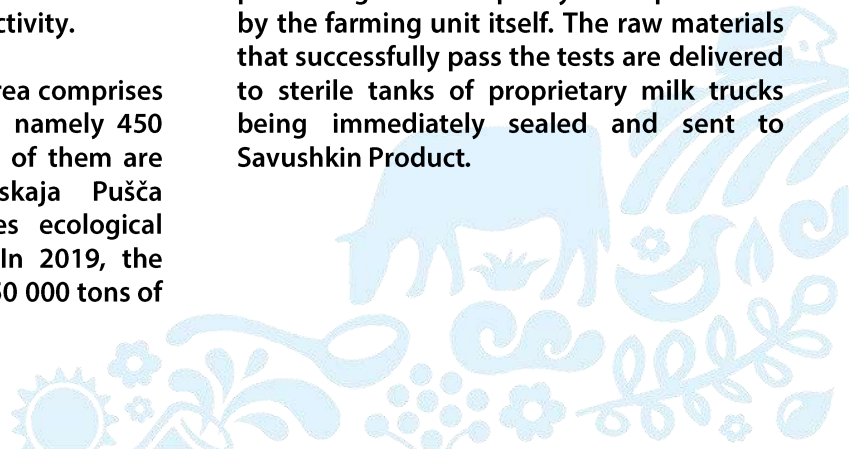 ctivity.
rea comprises
namely 450
of them are
skaja Pušča
es ecological
In 2019, the
50 000 tons of
by the farming unit itself. The raw materials
that successfully pass the tests are delivered
to sterile tanks of proprietary milk trucks
being immediately sealed and sent to
Savushkin Product.